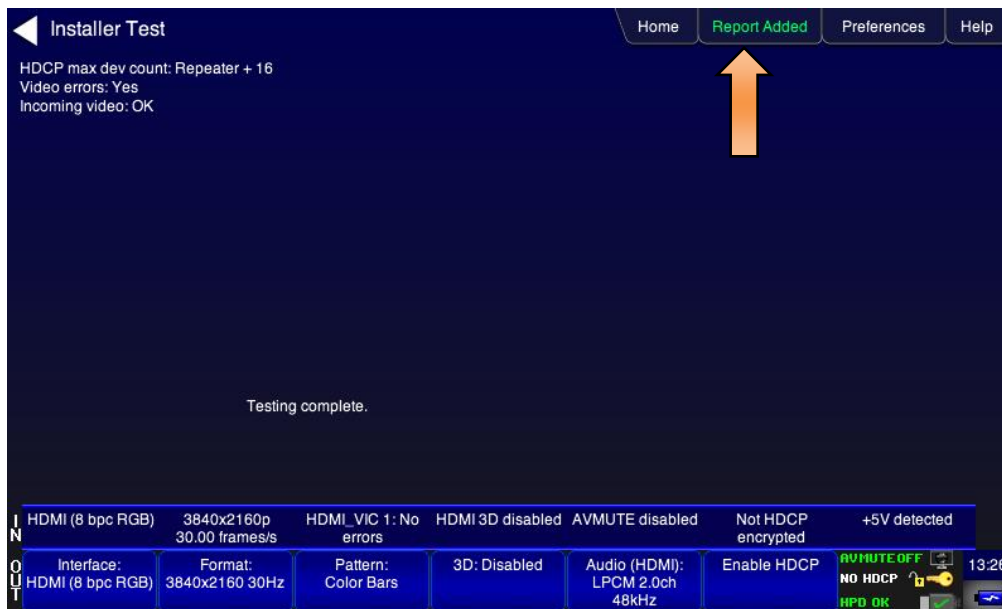 Installer Test
Home
Report Added
Preferences
Help
HDCP max dev count: Repeater + 16
Video errors: Yes
Incoming video: OK
Testing complete.
IN
HDMI (8 bpc RGB)
3840x2160p
30.00 frames/s
HDMI_VIC 1: No
errors
HDMI 3D disabled
AVMUTE disabled
Not HDCP
encrypted
+5V detected
OUT
Interface:
HDMI (8 bpc RGB)
Format:
3840x2160 30Hz
Pattern:
Color Bars
3D: Disabled
Audio (HDMI):
LPCM 2.0ch
48kHz
Enable HDCP
AVMUTE OFF
NO HDCP
HPD OK
13:26